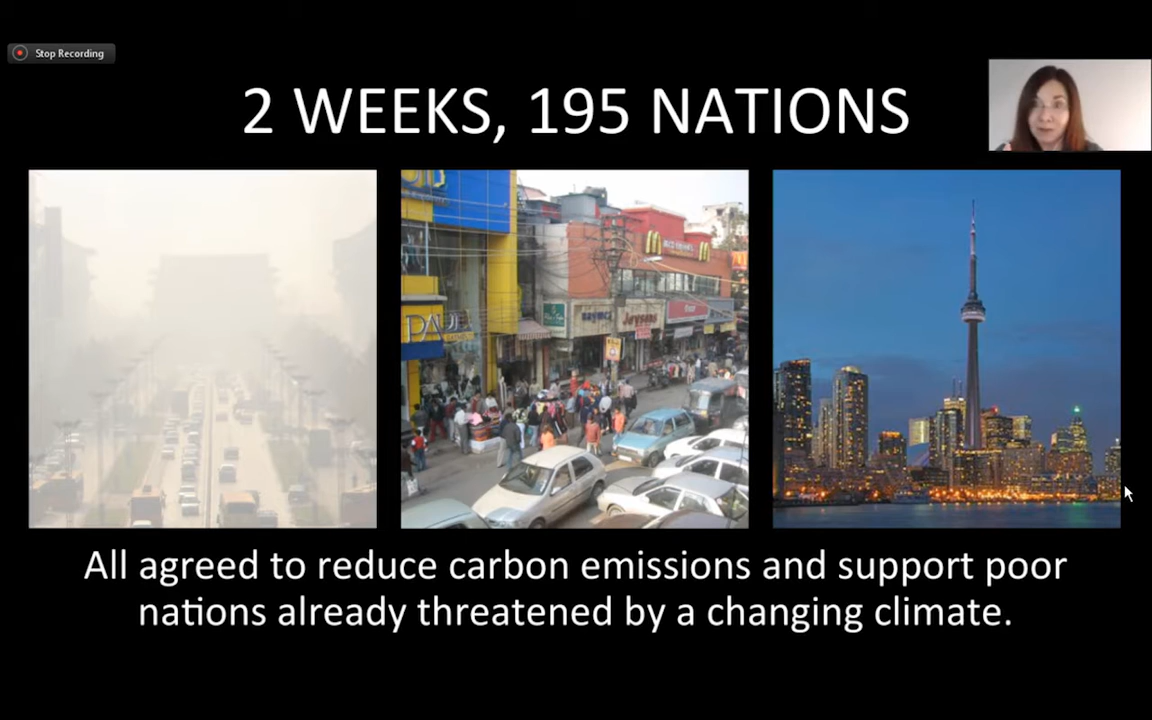 Stop Recording
2 WEEKS, 195 NATIONS
All agreed to reduce carbon emissions and support poor
nations already threatened by a changing climate.